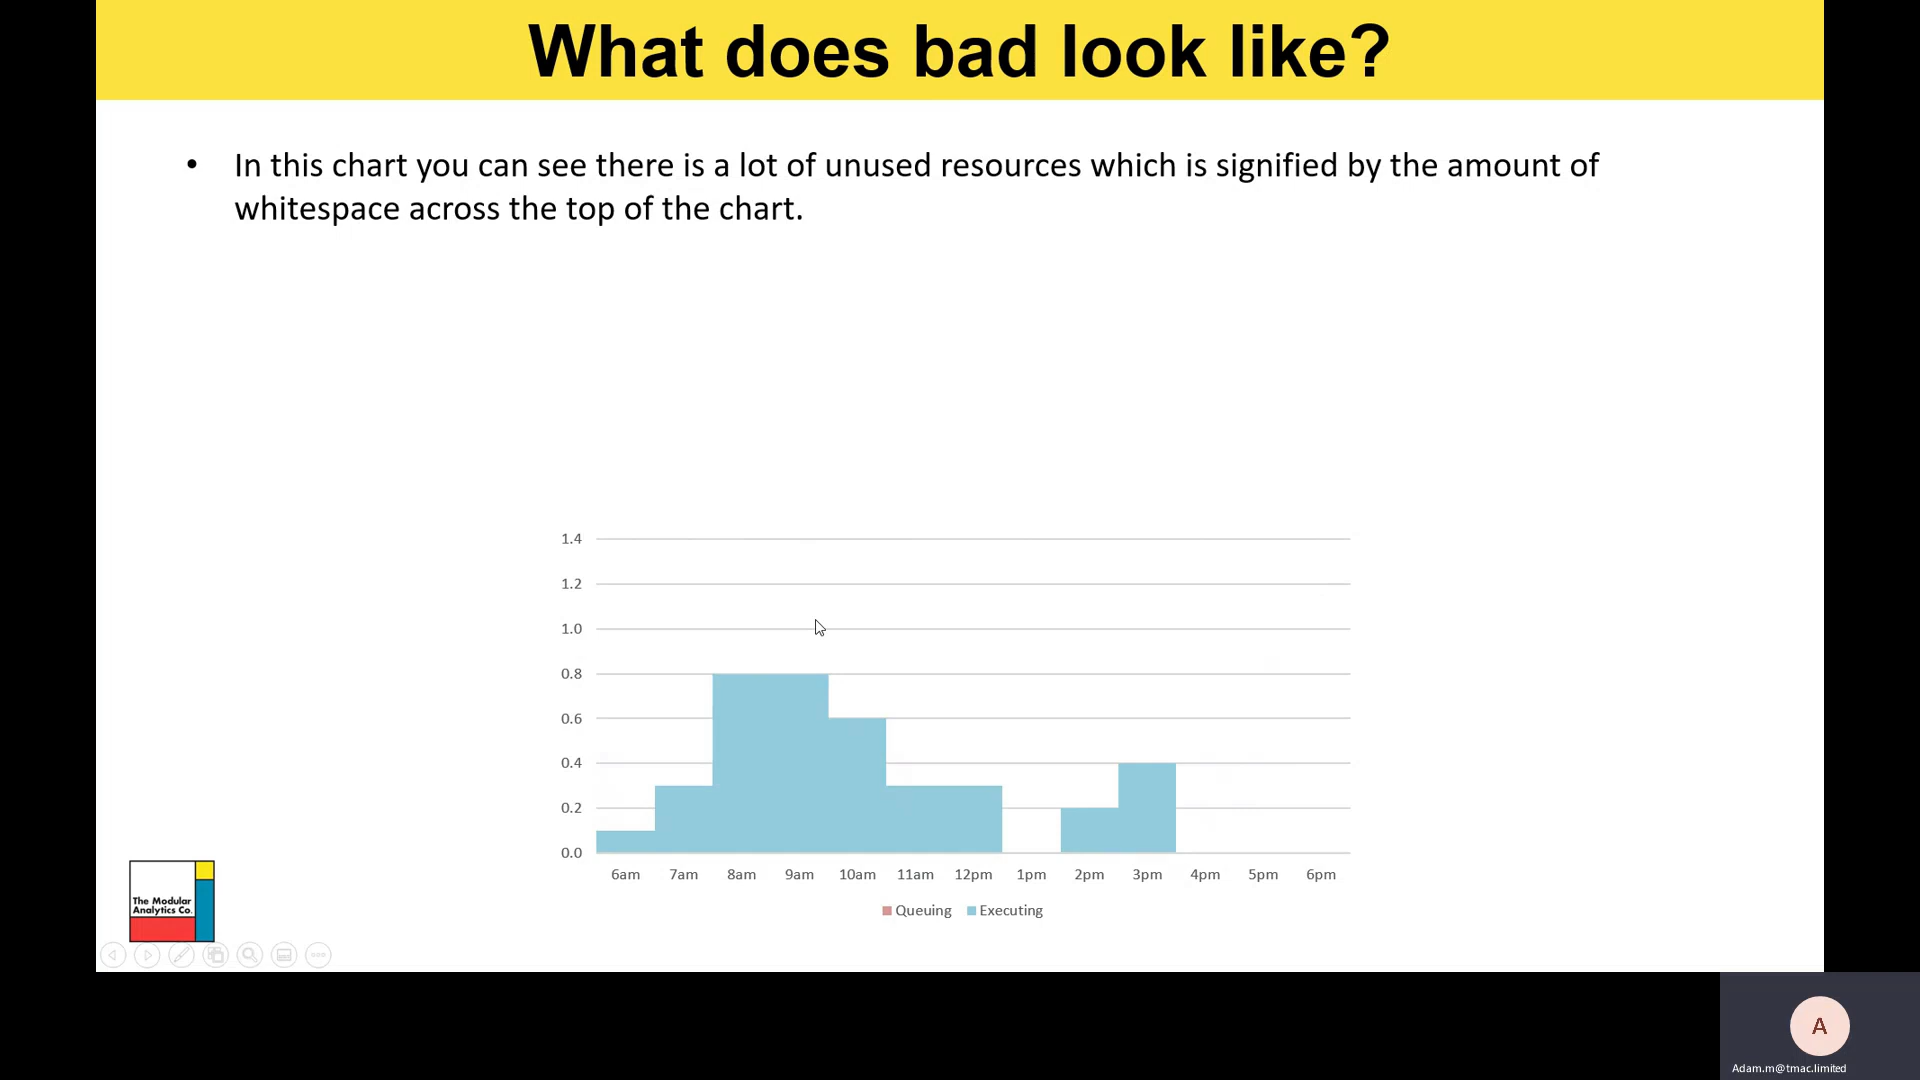 What does bad look like?
• In this chart you can see there is a lot of unused resources which is signified by the amount of
whitespace across the top of the chart.
1.4
1.2
1.0
0.8
0.6
0.4
0.2
0.0
6am 7am 8am 9am 10am 11am 12pm 1pm 2pm 3pm 4pm 5pm 6pm
Queuing Executing
The Modular
Analytics Co.
A
Adam.m@tmac.limited